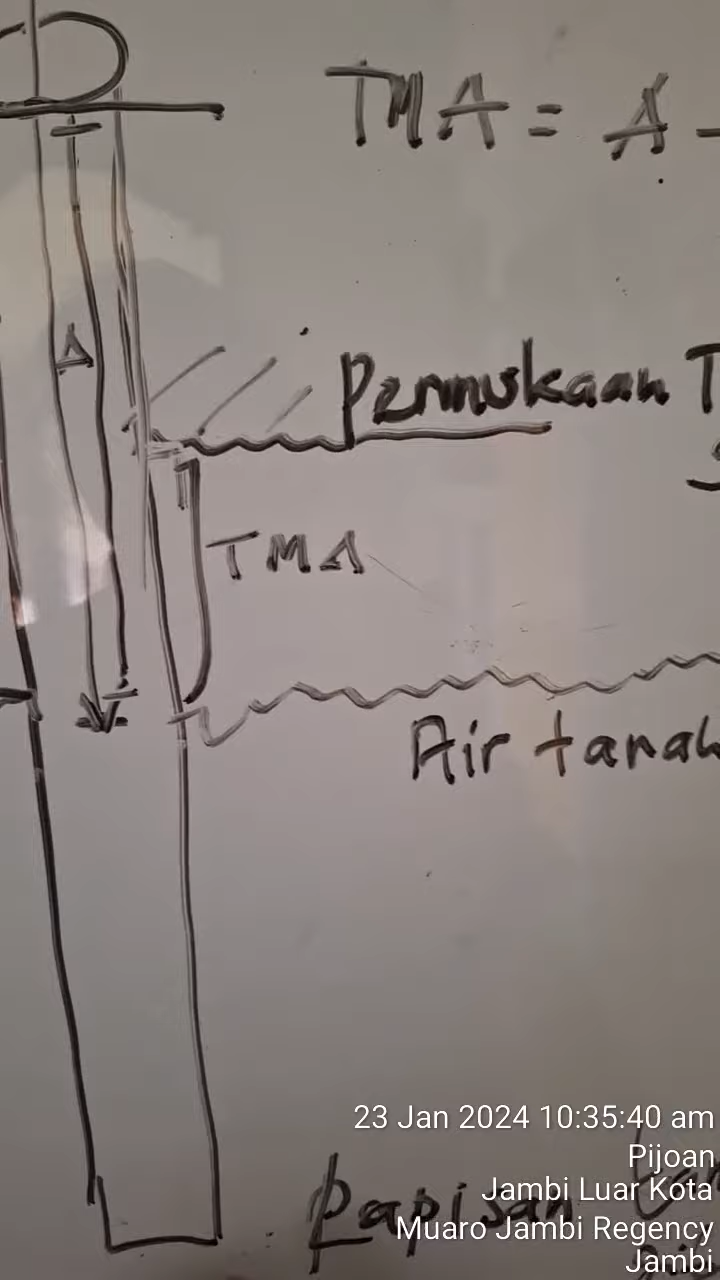 TMA = A -
A
Permukaan T
TMA
Air tanah
Lapisan
23 Jan 2024 10:35:40 am
Pijoan
Jambi Luar Kota
Muaro Jambi Regency
Jambi